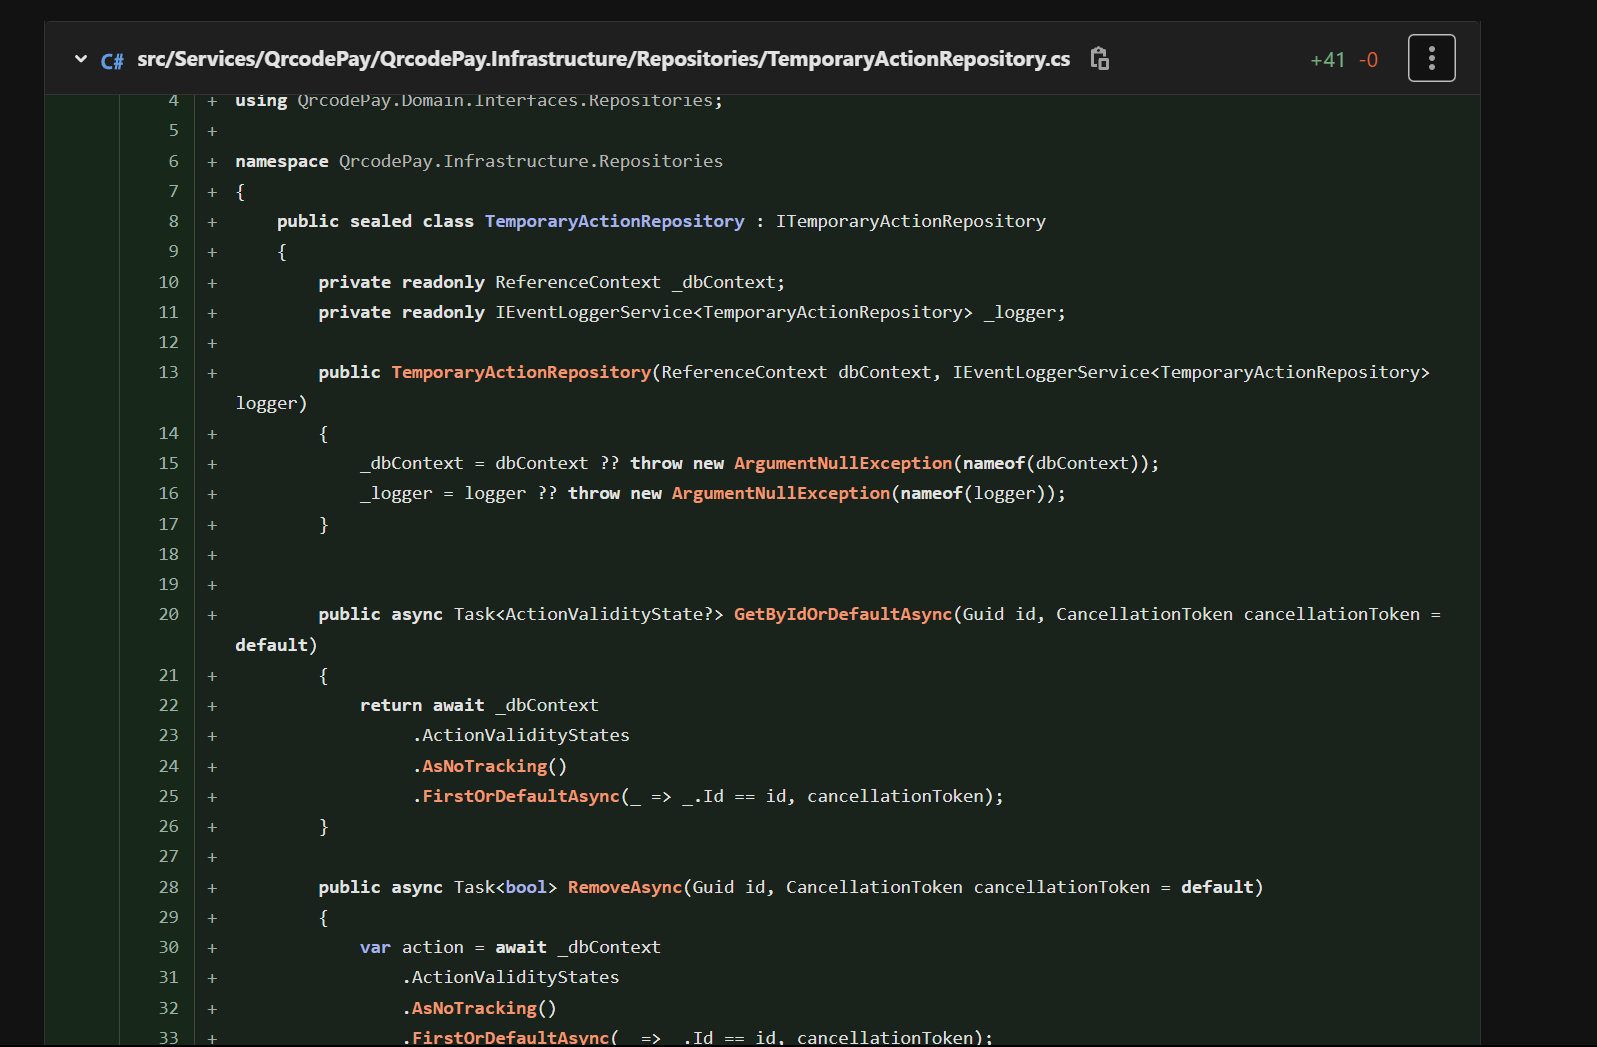 C# src/Services/QrcodePay/QrcodePay.Infrastructure/Repositories/TemporaryActionRepository.cs +41 -0
4 + using QrcodePay.Domain.Interfaces.Repositories;
5 +
6 + namespace QrcodePay.Infrastructure.Repositories
7 + {
8 + public sealed class TemporaryActionRepository : ITemporaryActionRepository
9 + {
10 + private readonly ReferenceContext _dbContext;
11 + private readonly IEventLoggerService<TemporaryActionRepository> _logger;
12 +
13 + public TemporaryActionRepository(ReferenceContext dbContext, IEventLoggerService<TemporaryActionRepository>
logger)
14 + {
15 + _dbContext = dbContext ?? throw new ArgumentNullException(nameof(dbContext));
16 + _logger = logger ?? throw new ArgumentNullException(nameof(logger));
17 + }
18 +
19 +
20 + public async Task<ActionValidityState?> GetByIdOrDefaultAsync(Guid id, CancellationToken cancellationToken =
default)
21 + {
22 + return await _dbContext
23 + .ActionValidityStates
24 + .AsNoTracking()
25 + .FirstOrDefaultAsync(_ => _.Id == id, cancellationToken);
26 + }
27 +
28 + public async Task<bool> RemoveAsync(Guid id, CancellationToken cancellationToken = default)
29 + {
30 + var action = await _dbContext
31 + .ActionValidityStates
32 + .AsNoTracking()
33 + .FirstOrDefaultAsync(_ => _.Id == id, cancellationToken);